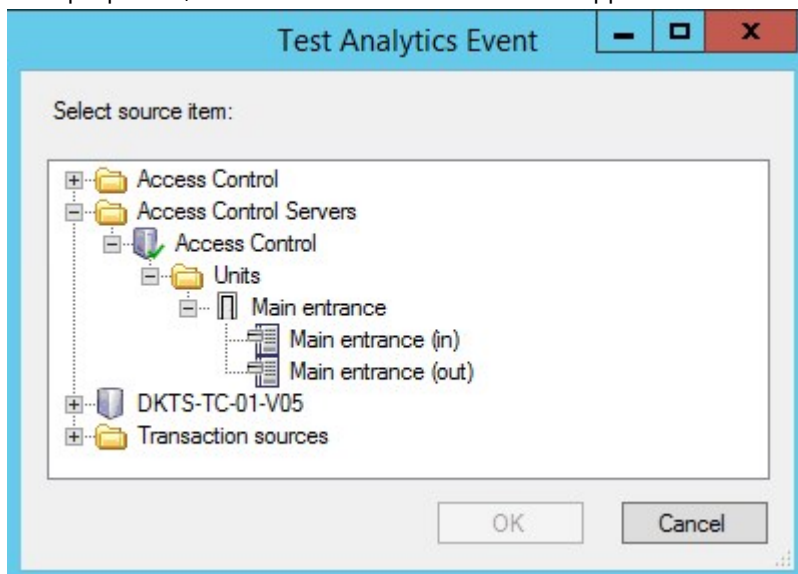 Test Analytics Event
Select source item:
Access Control
Access Control Servers
Access Control
Units
Main entrance
Main entrance (in)
Main entrance (out)
DKTS-TC-01-V05
Transaction sources
OK
Cancel